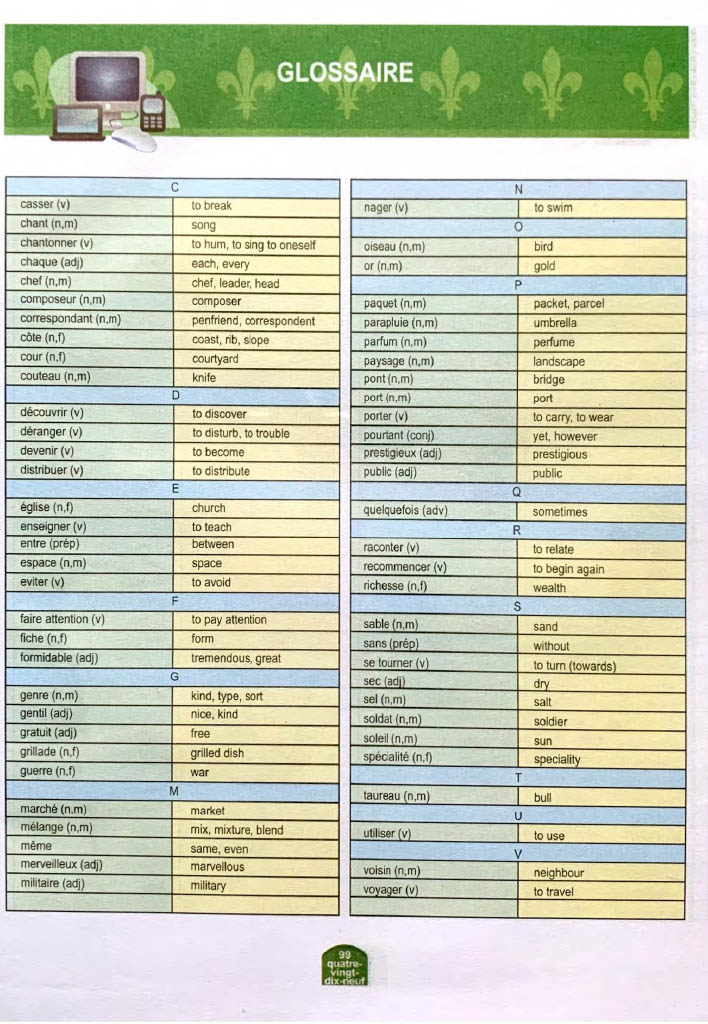 GLOSSAIRE
C
casser (v) to break
chant (n,m) song
chantonner (v) to hum, to sing to oneself
chaque (adj) each, every
chef (n,m) chef, leader, head
composeur (n,m) composer
correspondant (n,m) penfriend, correspondent
côte (n,f) coast, rib, slope
cour (n,f) courtyard
couteau (n,m) knife
D
découvrir (v) to discover
déranger (v) to disturb, to trouble
devenir (v) to become
distribuer (v) to distribute
E
église (n,f) church
enseigner (v) to teach
entre (prép) between
espace (n,m) space
eviter (v) to avoid
F
faire attention (v) to pay attention
fiche (n,f) form
formidable (adj) tremendous, great
G
genre (n,m) kind, type, sort
gentil (adj) nice, kind
gratuit (adj) free
grillade (n,f) grilled dish
guerre (n,f) war
M
marché (n,m) market
mélange (n,m) mix, mixture, blend
même same, even
merveilleux (adj) marvellous
militaire (adj) military
N
nager (v) to swim
O
oiseau (n,m) bird
or (n,m) gold
P
paquet (n,m) packet, parcel
parapluie (n,m) umbrella
parfum (n,m) perfume
paysage (n,m) landscape
pont (n,m) bridge
port (n,m) port
porter (v) to carry, to wear
pourtant (conj) yet, however
prestigieux (adj) prestigious
public (adj) public
Q
quelquefois (adv) sometimes
R
raconter (v) to relate
recommencer (v) to begin again
richesse (n,f) wealth
S
sable (n,m) sand
sans (prép) without
se tourner (v) to turn (towards)
sec (adj) dry
sel (n,m) salt
soldat (n,m) soldier
soleil (n,m) sun
spécialité (n,f) speciality
T
taureau (n,m) bull
U
utiliser (v) to use
V
voisin (n,m) neighbour
voyager (v) to travel
99
quatre-
vingt-
dix-neuf